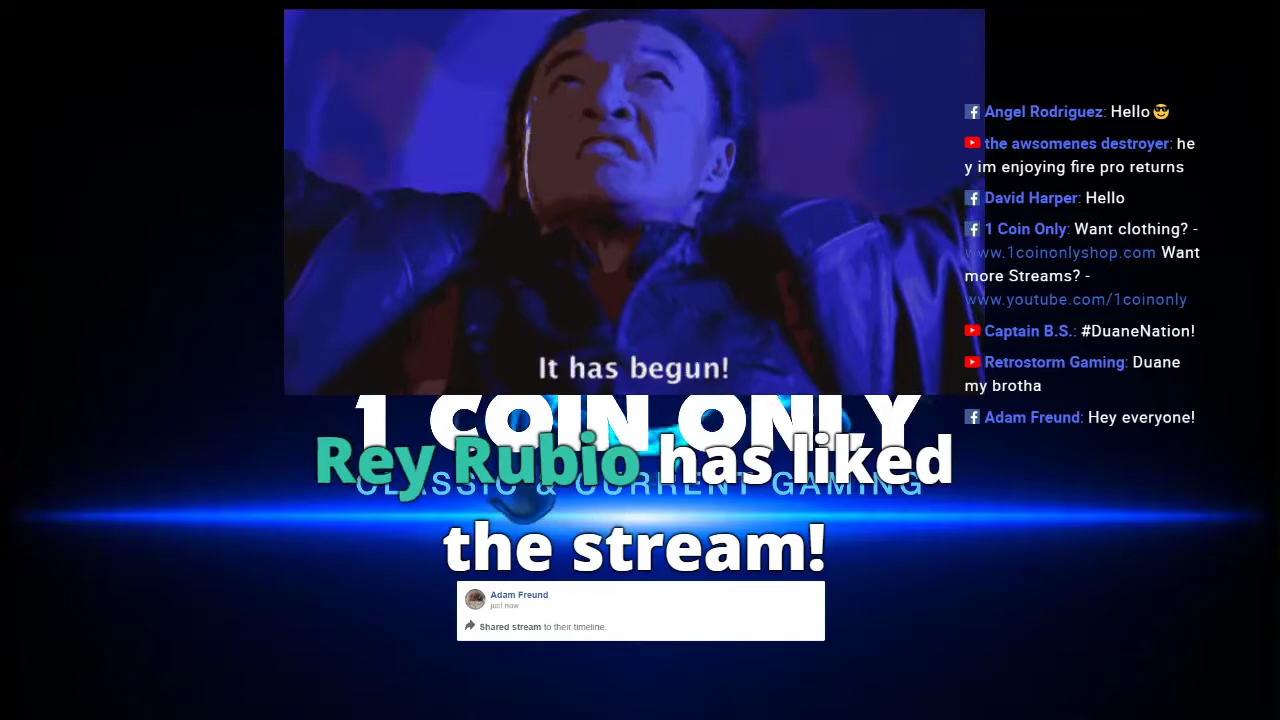 It has begun!
1 COIN ONLY
CLASSIC & CURRENT GAMING
Rey Rubio has liked
the stream!
Adam Freund
just now
Shared stream to their timeline.
Angel Rodriguez: Hello 😎
the awsomenes destroyer: he
y im enjoying fire pro returns
David Harper: Hello
1 Coin Only: Want clothing? -
www.1coinonlyshop.com Want
more Streams? -
www.youtube.com/1coinonly
Captain B.S.: #DuaneNation!
Retrostorm Gaming: Duane
my brotha
Adam Freund: Hey everyone!